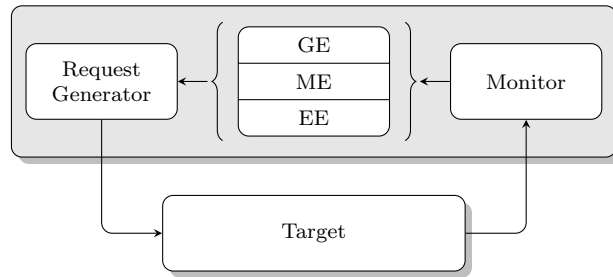 Request
Generator
GE
ME
EE
Monitor
Target